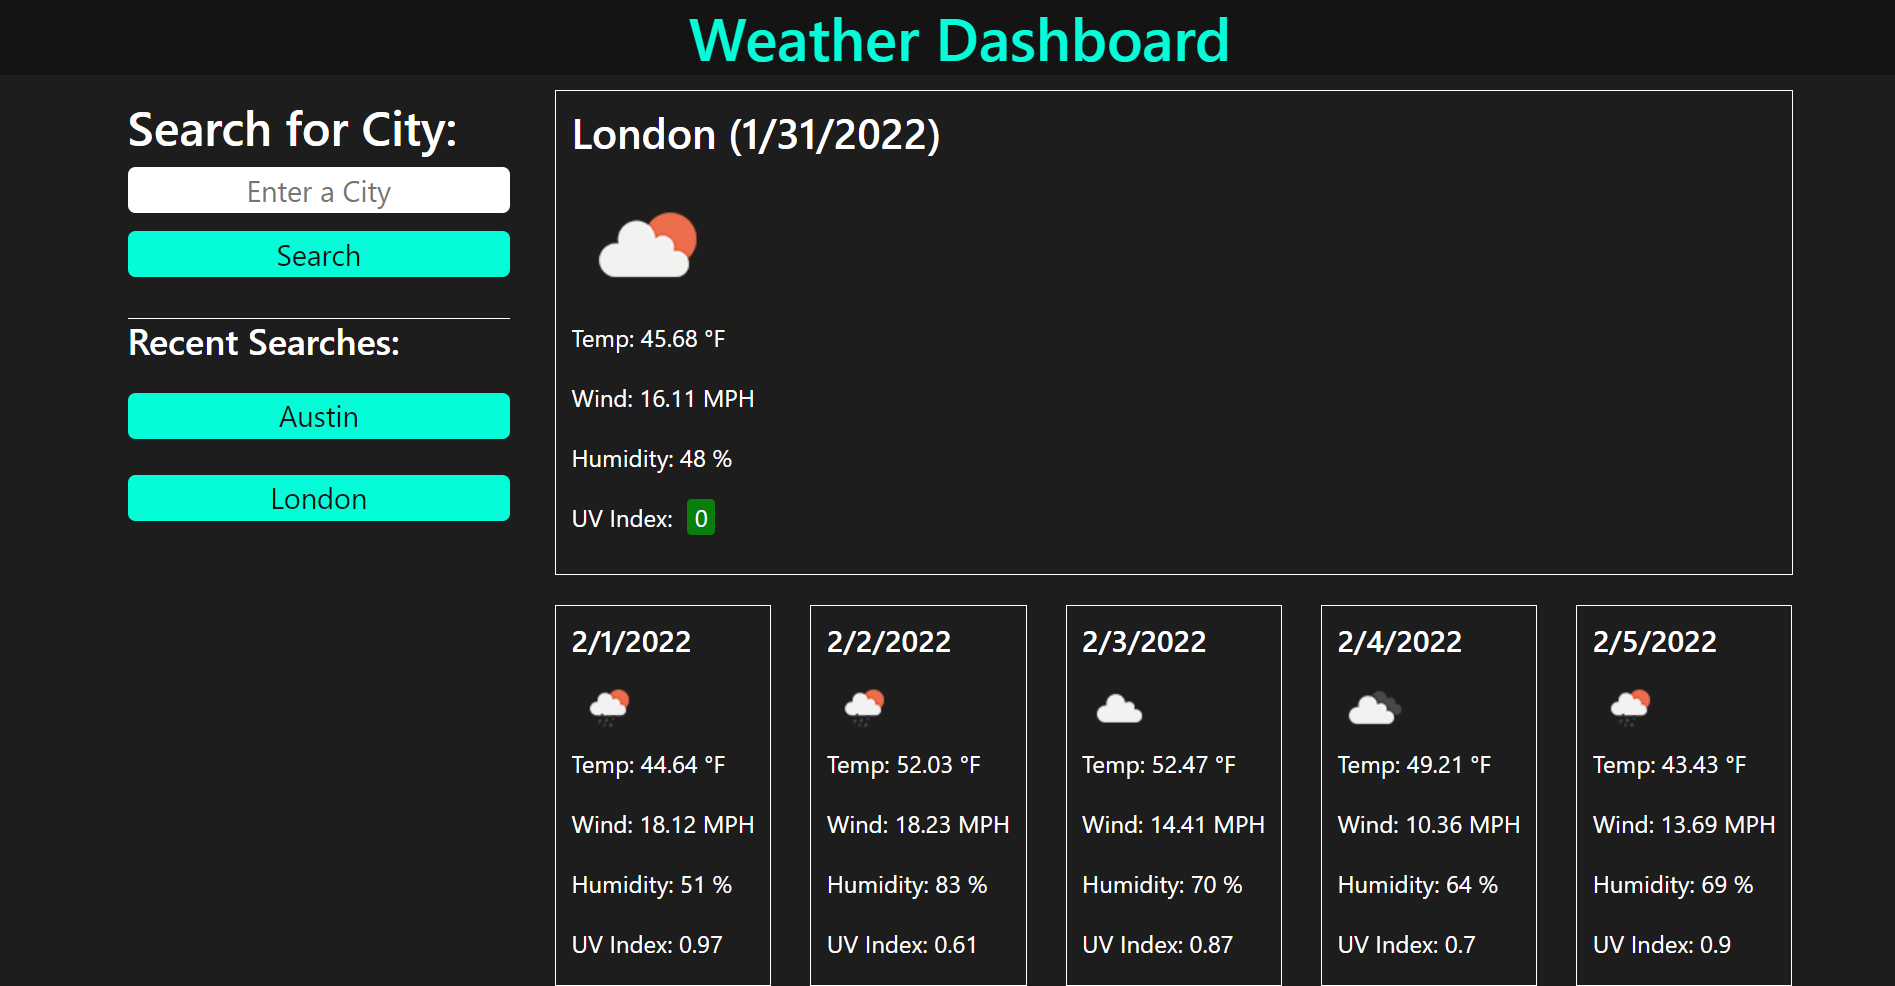 Weather Dashboard
Search for City:
Enter a City
Search
Recent Searches:
Austin
London
London (1/31/2022)
Temp: 45.68 °F
Wind: 16.11 MPH
Humidity: 48 %
UV Index: 0
2/1/2022
Temp: 44.64 °F
Wind: 18.12 MPH
Humidity: 51 %
UV Index: 0.97
2/2/2022
Temp: 52.03 °F
Wind: 18.23 MPH
Humidity: 83 %
UV Index: 0.61
2/3/2022
Temp: 52.47 °F
Wind: 14.41 MPH
Humidity: 70 %
UV Index: 0.87
2/4/2022
Temp: 49.21 °F
Wind: 10.36 MPH
Humidity: 64 %
UV Index: 0.7
2/5/2022
Temp: 43.43 °F
Wind: 13.69 MPH
Humidity: 69 %
UV Index: 0.9